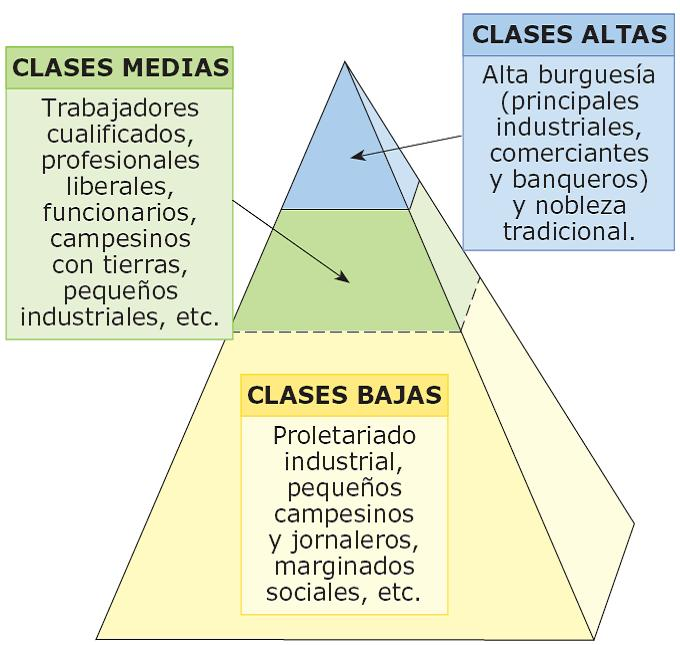 CLASES MEDIAS
Trabajadores
cualificados,
profesionales
liberales,
funcionarios,
campesinos
con tierras,
pequeños
industriales, etc.
CLASES ALTAS
Alta burguesía
(principales
industriales,
comerciantes
y banqueros)
y nobleza
tradicional.
CLASES BAJAS
Proletariado
industrial,
pequeños
campesinos
y jornaleros,
marginados
sociales, etc.